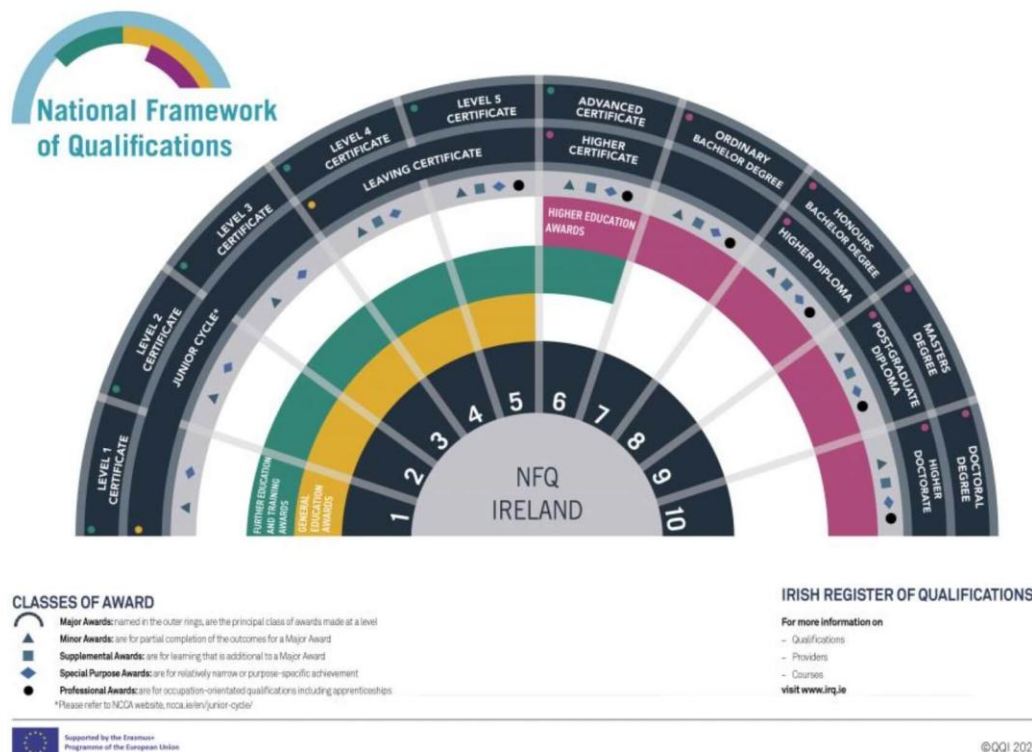 National Framework
of Qualifications
LEVEL 1
CERTIFICATE
LEVEL 2
CERTIFICATE
LEVEL 3
CERTIFICATE
LEVEL 4
CERTIFICATE
LEVEL 5
CERTIFICATE
ADVANCED
CERTIFICATE
ORDINARY
BACHELOR DEGREE
HONOURS
BACHELOR DEGREE
MASTERS
DEGREE
DOCTORAL
DEGREE
JUNIOR CYCLE*
LEAVING CERTIFICATE
HIGHER
CERTIFICATE
HIGHER DIPLOMA
POST-GRADUATE
DIPLOMA
HIGHER
DOCTORATE
HIGHER EDUCATION
AWARDS
FURTHER EDUCATION
AND TRAINING
AWARDS
GENERAL
EDUCATION
AWARDS
1
2
3
4
5
6
7
8
9
10
NFQ
IRELAND
CLASSES OF AWARD
Major Awards: named in the outer rings, are the principal class of awards made at a level
Minor Awards: are for partial completion of the outcomes for a Major Award
Supplemental Awards: are for learning that is additional to a Major Award
Special Purpose Awards: are for relatively narrow or purpose-specific achievement
Professional Awards: are for occupation-orientated qualifications including apprenticeships
*Please refer to NCCA website, ncca.ie/en/junior-cycle/
IRISH REGISTER OF QUALIFICATIONS
For more information on
– Qualifications
– Providers
– Courses
visit www.irq.ie
Supported by the Erasmus+
Programme of the European Union
©QQI 202